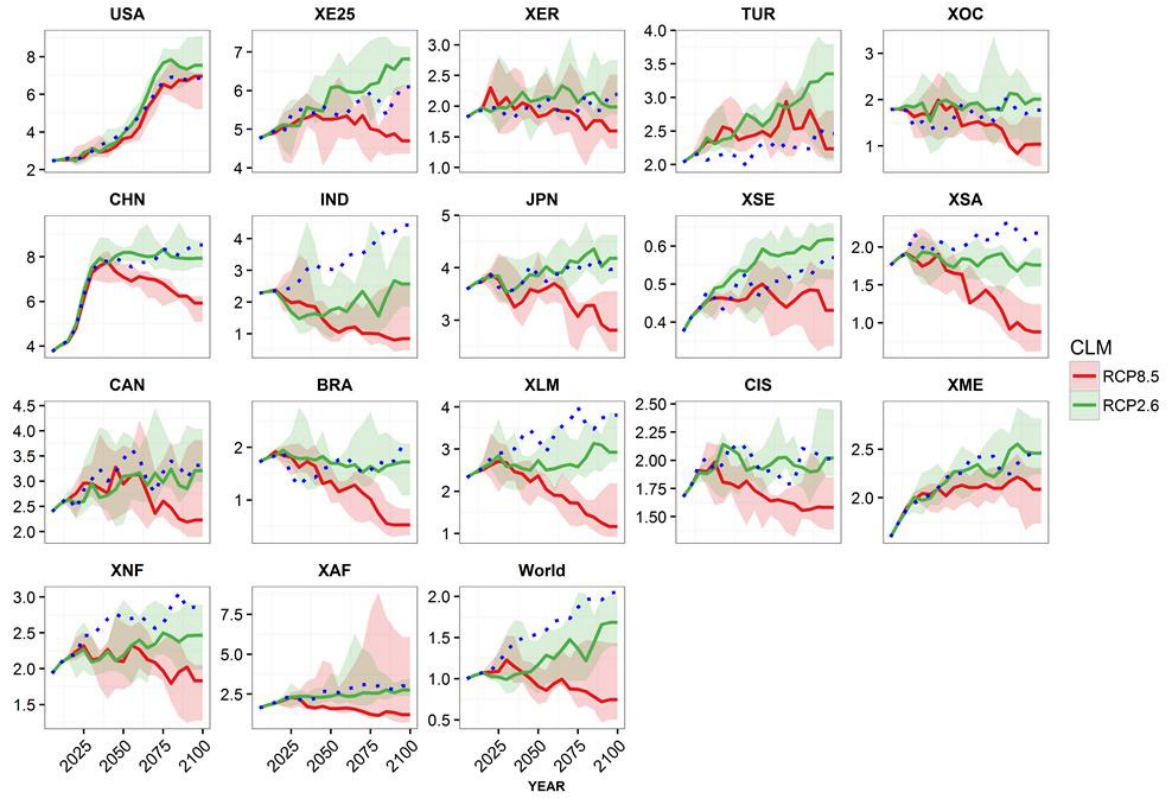 USA XE25 XER TUR XOC
8 6 4 2
7 6 5 4
3.0 2.5 2.0 1.5 1.0
4.0 3.5 3.0 2.5 2.0
3 2 1
CHN IND JPN XSE XSA
8 6 4
4 3 2 1
5 4 3
0.6 0.5 0.4
2.0 1.5 1.0
CLM
RCP8.5
RCP2.6
CAN BRA XLM CIS XME
4.5 4.0 3.5 3.0 2.5 2.0
2 1
4 3 2 1
2.50 2.25 2.00 1.75 1.50
2.5 2.0
XNF XAF World
3.0 2.5 2.0 1.5
7.5 5.0 2.5
2.0 1.5 1.0 0.5
2025 2050 2075 2100
2025 2050 2075 2100
2025 2050 2075 2100
YEAR